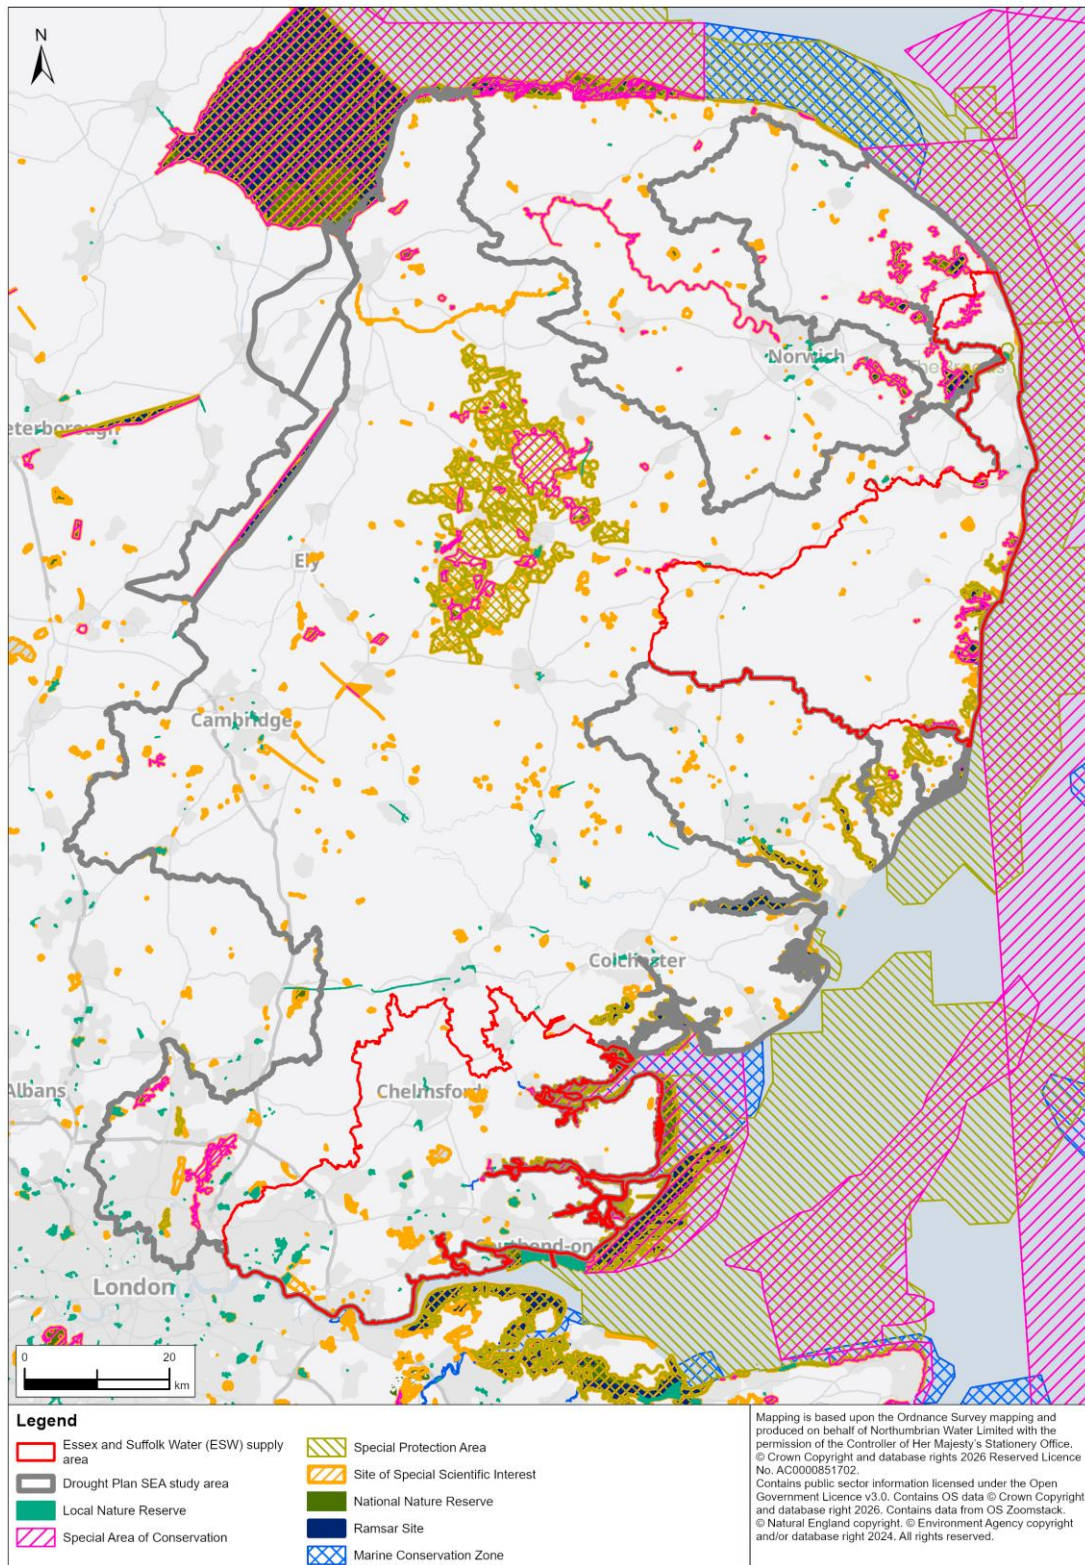 N
Norwich
The Broads
eterborough
Ely
Cambridge
Colchester
Albans
Chelmsford
Southend-on
London
0
20
km
Legend
Essex and Suffolk Water (ESW) supply
area
Drought Plan SEA study area
Local Nature Reserve
Special Area of Conservation
Special Protection Area
Site of Special Scientific Interest
National Nature Reserve
Ramsar Site
Marine Conservation Zone
Mapping is based upon the Ordnance Survey mapping and
produced on behalf of Northumbrian Water Limited with the
permission of the Controller of Her Majesty's Stationery Office.
© Crown Copyright and database rights 2026 Reserved Licence
No. AC0000851702.
Contains public sector information licensed under the Open
Government Licence v3.0. Contains OS data © Crown Copyright
and database right 2026. Contains data from OS Zoomstack.
© Natural England copyright. © Environment Agency copyright
and/or database right 2024. All rights reserved.